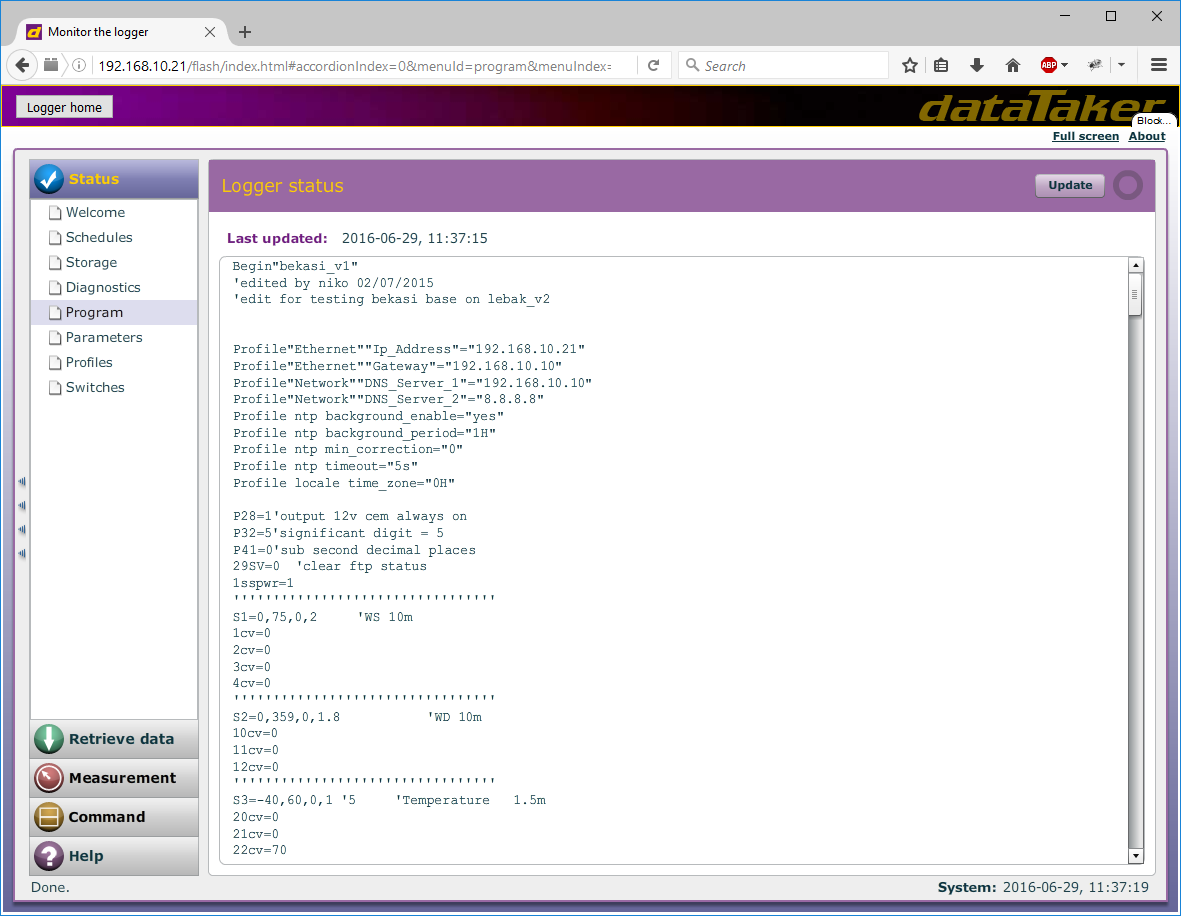 Monitor the logger
192.168.10.21/flash/index.html#accordionIndex=0&menuId=program&menuIndex=
Search
ABP
Logger home
dataTaker
Block...
Full screen About
Status
Welcome
Schedules
Storage
Diagnostics
Program
Parameters
Profiles
Switches
Retrieve data
Measurement
Command
Help
Logger status
Update
Last updated: 2016-06-29, 11:37:15
Begin"bekasi_v1"
'edited by niko 02/07/2015
'edit for testing bekasi base on lebak_v2
Profile"Ethernet""Ip_Address"="192.168.10.21"
Profile"Ethernet""Gateway"="192.168.10.10"
Profile"Network""DNS_Server_1"="192.168.10.10"
Profile"Network""DNS_Server_2"="8.8.8.8"
Profile ntp background_enable="yes"
Profile ntp background_period="1H"
Profile ntp min_correction="0"
Profile ntp timeout="5s"
Profile locale time_zone="0H"
P28=1'output 12v cem always on
P32=5'significant digit = 5
P41=0'sub second decimal places
29SV=0 'clear ftp status
1sspwr=1
'''''''''''''''''''''''''''''''''
S1=0,75,0,2 'WS 10m
1cv=0
2cv=0
3cv=0
4cv=0
'''''''''''''''''''''''''''''''''
S2=0,359,0,1.8 'WD 10m
10cv=0
11cv=0
12cv=0
'''''''''''''''''''''''''''''''''
S3=-40,60,0,1 '5 'Temperature 1.5m
20cv=0
21cv=0
22cv=70
Done.
System: 2016-06-29, 11:37:19